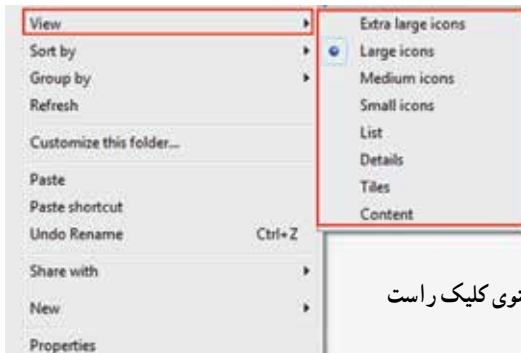 View
Sort by
Group by
Refresh
Customize this folder...
Paste
Paste shortcut
Undo Rename Ctrl+Z
Share with
New
Properties
Extra large icons
Large icons
Medium icons
Small icons
List
Details
Tiles
Content
کلیک راست